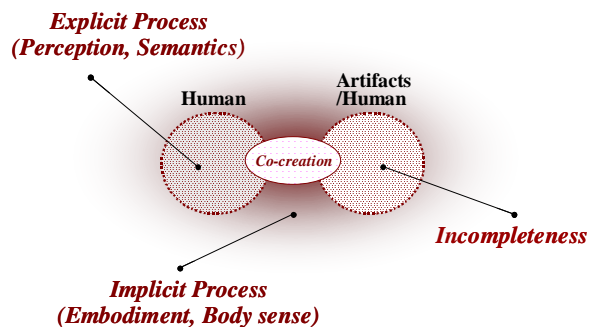 Explicit Process
(Perception, Semantics)
Human
Artifacts
/Human
Co-creation
Incompleteness
Implicit Process
(Embodiment, Body sense)